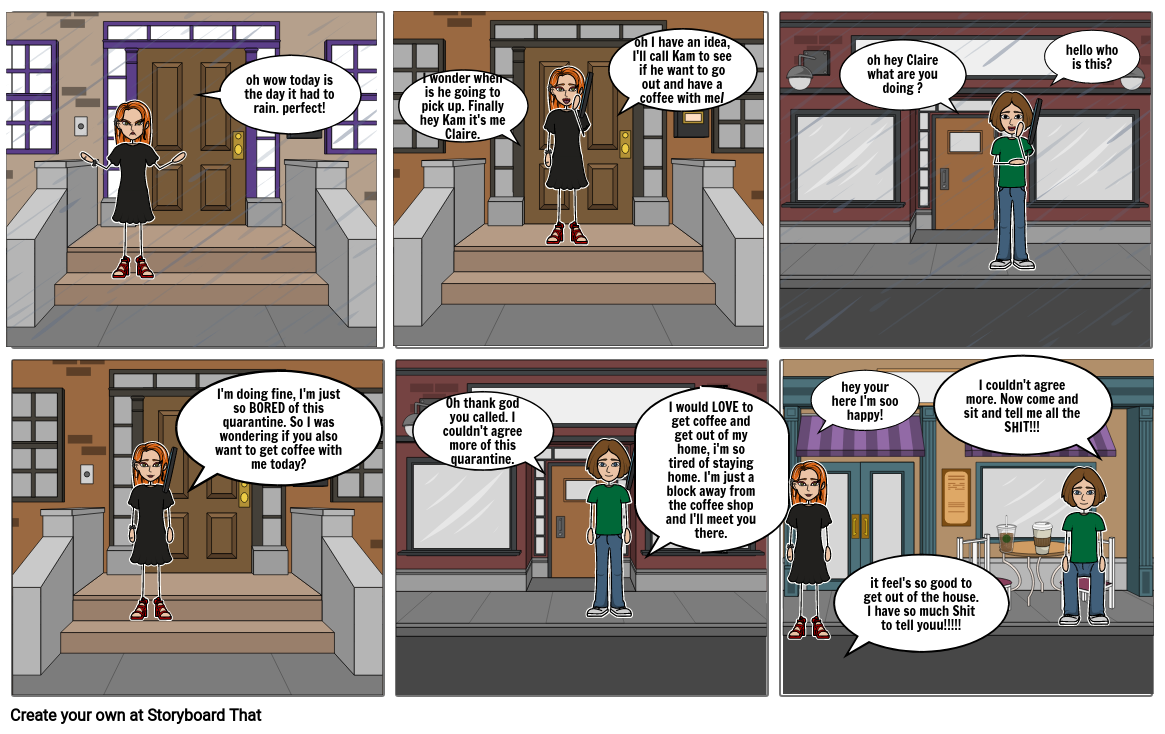 oh wow today is
the day it had to
rain. perfect!
oh I have an idea,
I'll call Kam to see
if he want to go
out and have a
coffee with me!
I wonder when
is he going to
pick up. Finally
hey Kam it's me
Claire.
hello who
is this?
oh hey Claire
what are you
doing ?
I'm doing fine, I'm just
so BORED of this
quarantine. So I was
wondering if you also
want to get coffee with
me today?
Oh thank god
you called. I
couldn't agree
more of this
quarantine.
I would LOVE to
get coffee and
get out of my
home, i'm so
tired of staying
home. I'm just a
block away from
the coffee shop
and I'll meet you
there.
hey your
here I'm soo
happy!
I couldn't agree
more. Now come and
sit and tell me all the
SHIT!!!
it feel's so good to
get out of the house.
I have so much Shit
to tell youu!!!!!
Create your own at Storyboard That